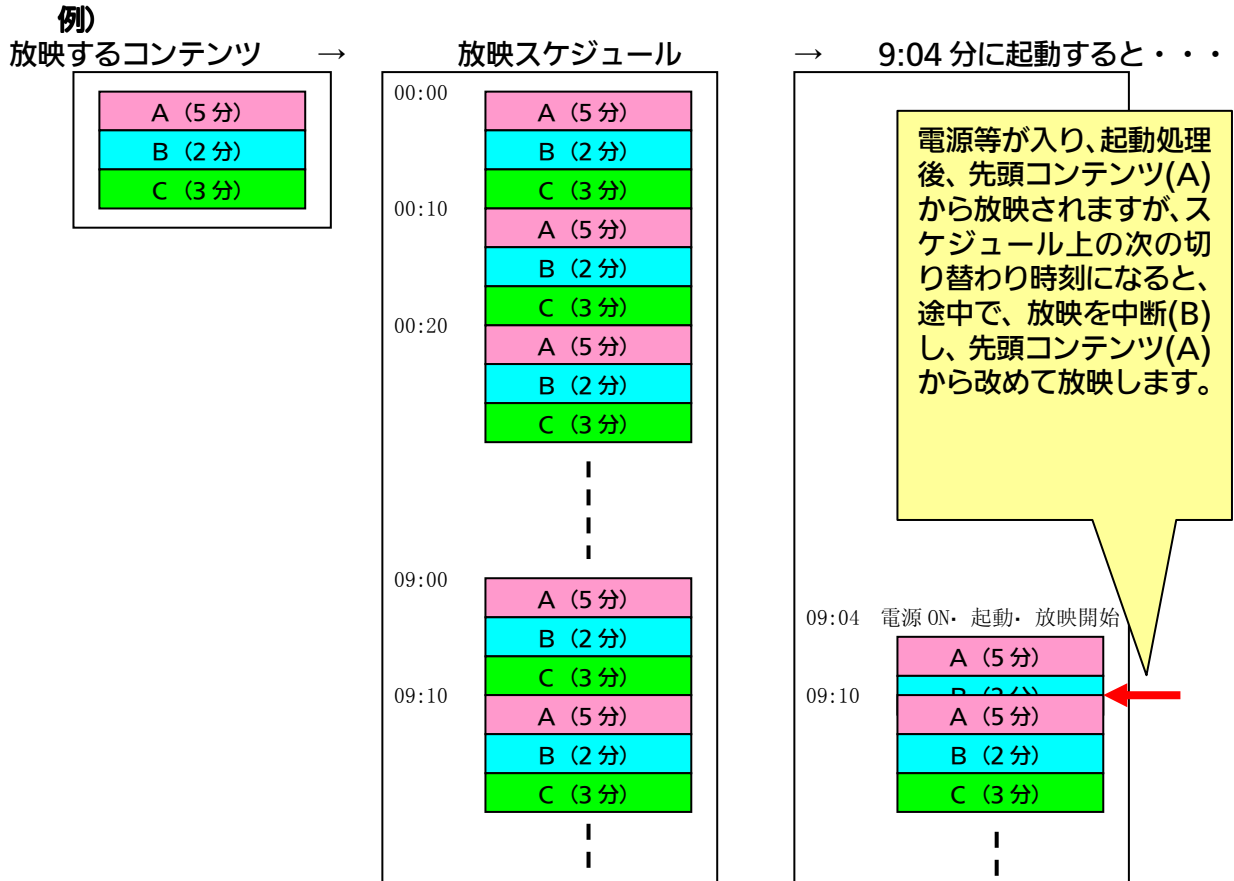 例)
放映するコンテンツ → 放映スケジュール → 9:04 分に起動すると・・・
A（5 分）
B（2 分）
C（3 分）
00:00
A（5 分）
B（2 分）
C（3 分）
00:10
A（5 分）
B（2 分）
C（3 分）
00:20
A（5 分）
B（2 分）
C（3 分）
09:00
A（5 分）
B（2 分）
C（3 分）
09:10
A（5 分）
B（2 分）
C（3 分）
電源等が入り、起動処理
後、先頭コンテンツ(A)
から放映されますが、ス
ケジュール上の次の切
り替わり時刻になると、
途中で、放映を中断(B)
し、先頭コンテンツ(A)
から改めて放映します。
09:04 電源 ON・ 起動・ 放映開始
A（5 分）
B（2 分）
09:10
A（5 分）
B（2 分）
C（3 分）